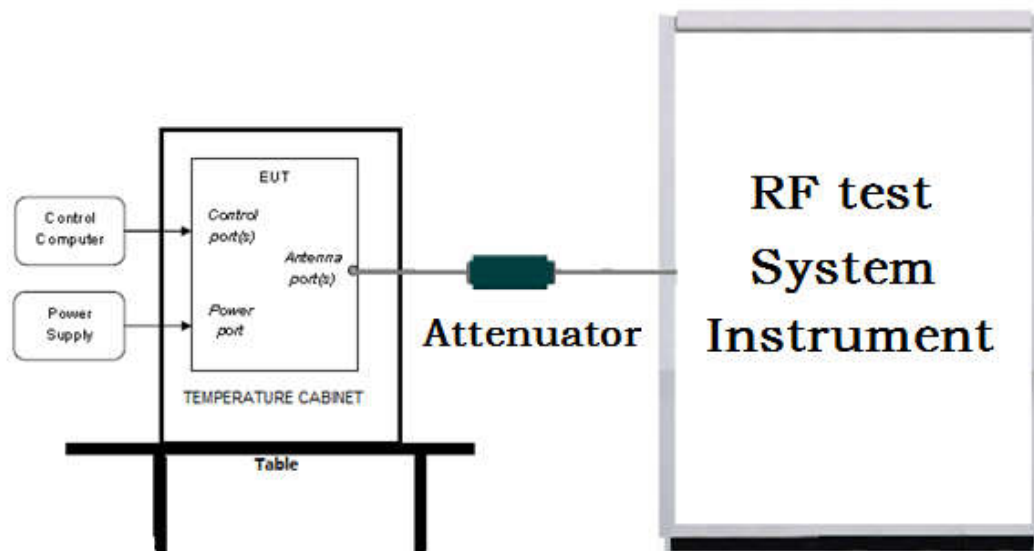 Control
Computer
Power
Supply
EUT
Control
port(s)
Antenna
port(s)
Power
port
TEMPERATURE CABINET
Table
Attenuator
RF test
System
Instrument